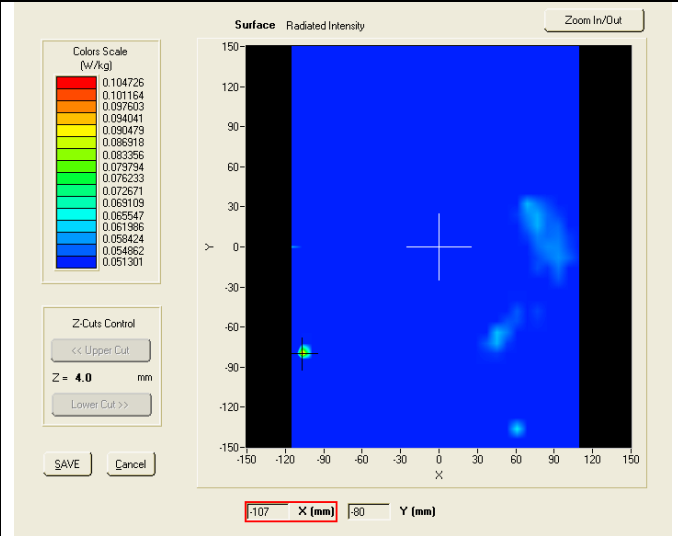 Surface Radiated Intensity
Zoom In/Out
Colors Scale
(W/kg)
0.104726
0.101164
0.097603
0.094041
0.090479
0.086918
0.083356
0.079794
0.076233
0.072671
0.069109
0.065547
0.061986
0.058424
0.054862
0.051301
Z-Cuts Control
<< Upper Cut
Z = 4.0 mm
Lower Cut >>
SAVE Cancel
150
120
90
60
30
0
-30
-60
-90
-120
-150
Y
-150 -120 -90 -60 -30 0 30 60 90 120 150
X
-107 X (mm) -80 Y (mm)